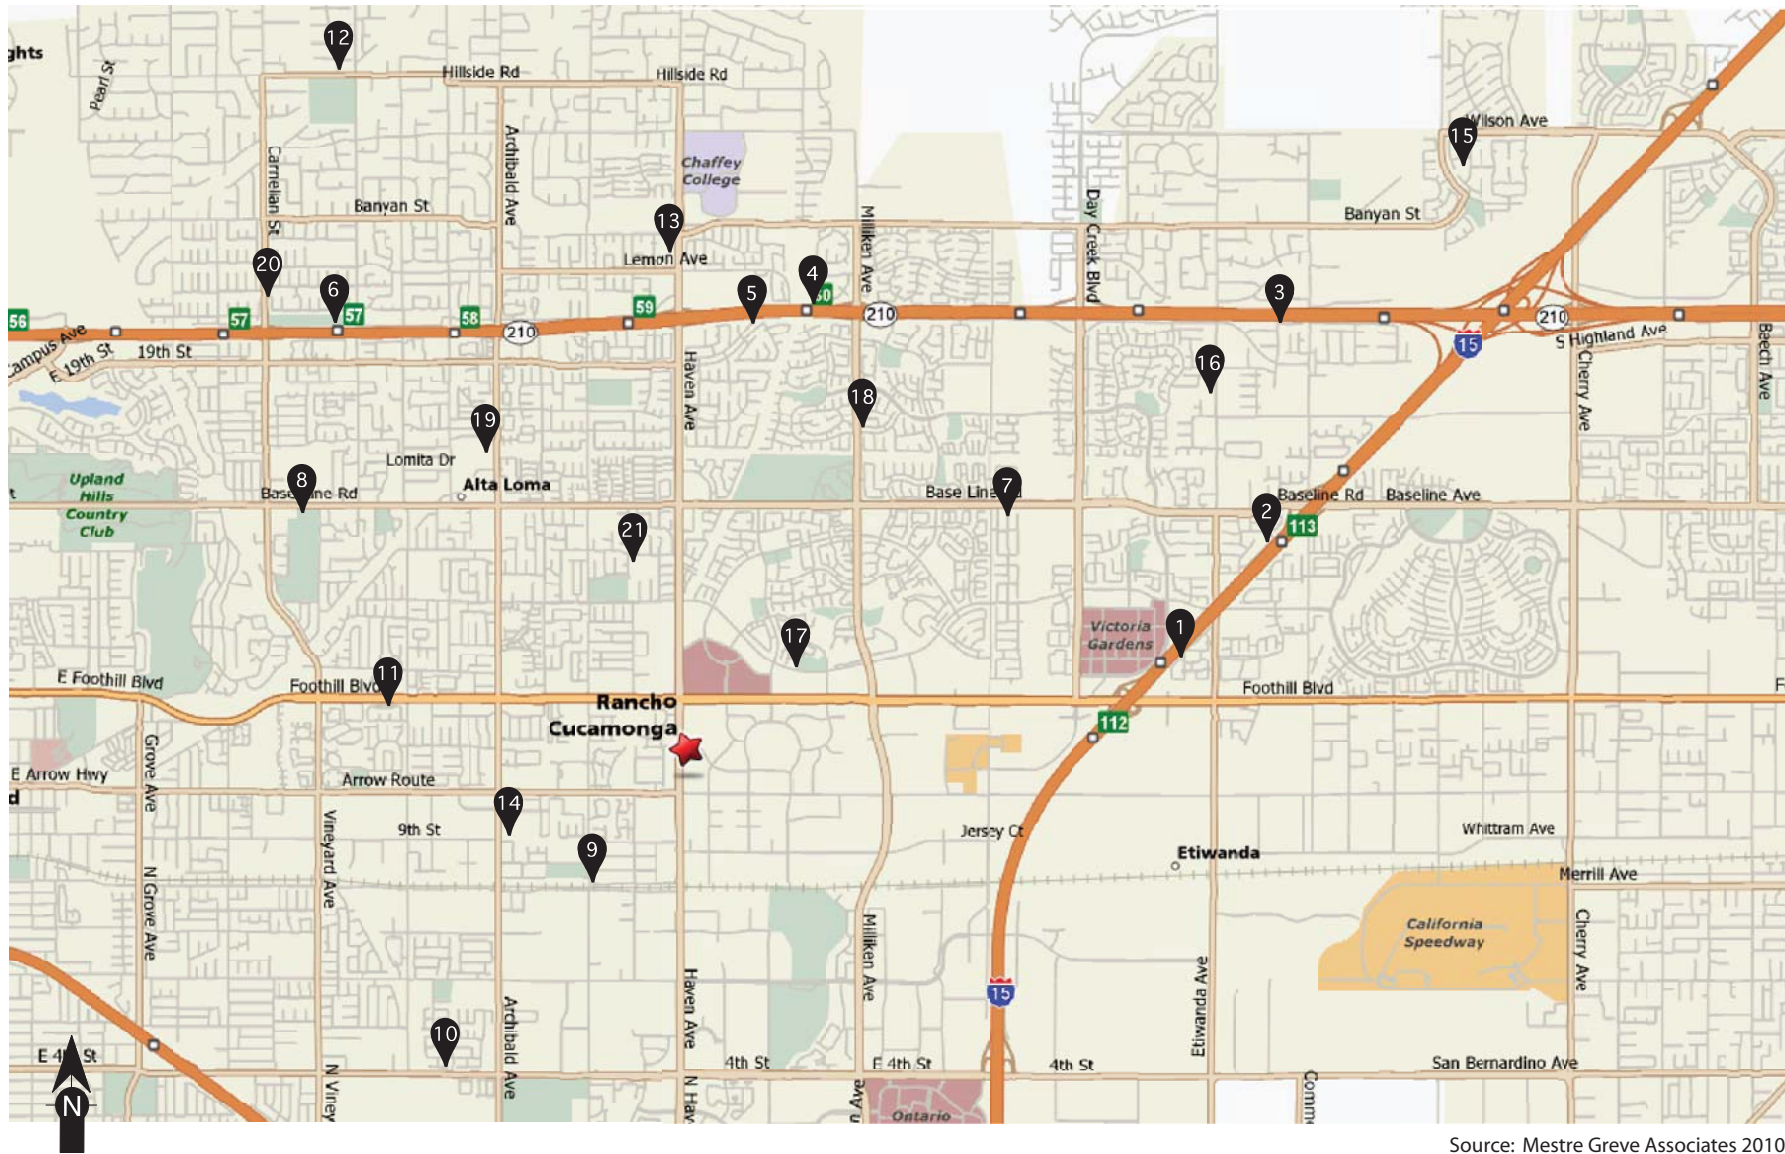 12
ghts
Pearl St
Hillside Rd
Hillside Rd
Carnelian St
Archibald Ave
Chaffey
College
15
Wilson Ave
Banyan St
13
Milliken Ave
Day Creek Blvd
Banyan St
Lemon Ave
20
6
5
4
3
56
57
57
58
59
210
210
210
15
Campus Ave
E 19th St
19th St
S Highland Ave
Haven Ave
16
Cherry Ave
Beech Ave
18
19
Lomita Dr
Alta Loma
Upland
Hills
Country
Club
8
t
Base Line Rd
7
Baseline Rd
Baseline Ave
2
113
21
17
Victoria
Gardens
1
E Foothill Blvd
Foothill Blvd
11
Rancho
Cucamonga
Foothill Blvd
F
112
Grove Ave
E Arrow Hwy
d
Arrow Route
14
9th St
Vineyard Ave
9
Jersey Ct
Whittram Ave
Etiwanda
Merrill Ave
N Grove Ave
Milliken Ave
California
Speedway
Cherry Ave
Haven Ave
15
Etiwanda Ave
Archibald Ave
10
E 4th St
4th St
E 4th St
4th St
San Bernardino Ave
N Viney
N Hav
Comme
Ontario
N
Source: Mestre Greve Associates 2010